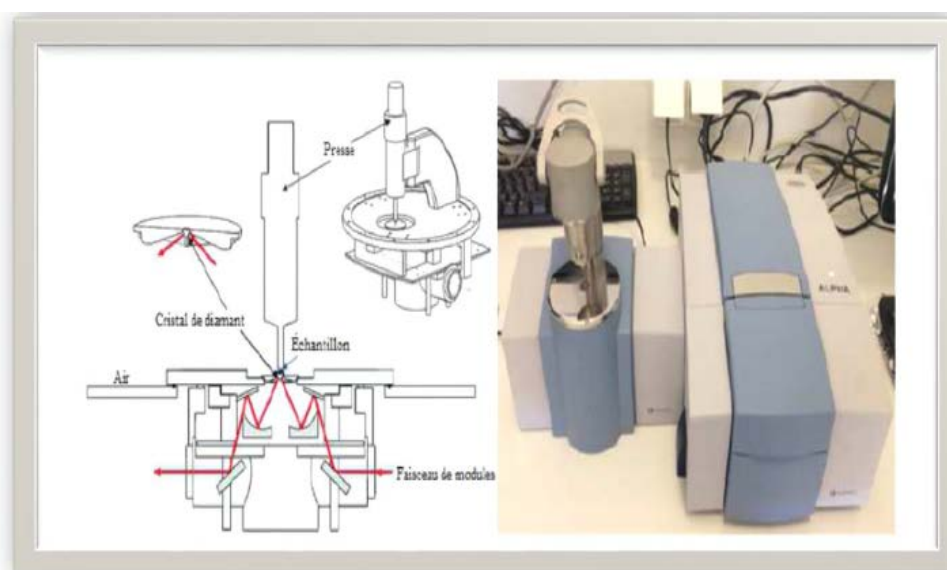 Presse
Cristal de diamant
Échantillon
Air
Faisceau de modules
ALPHA